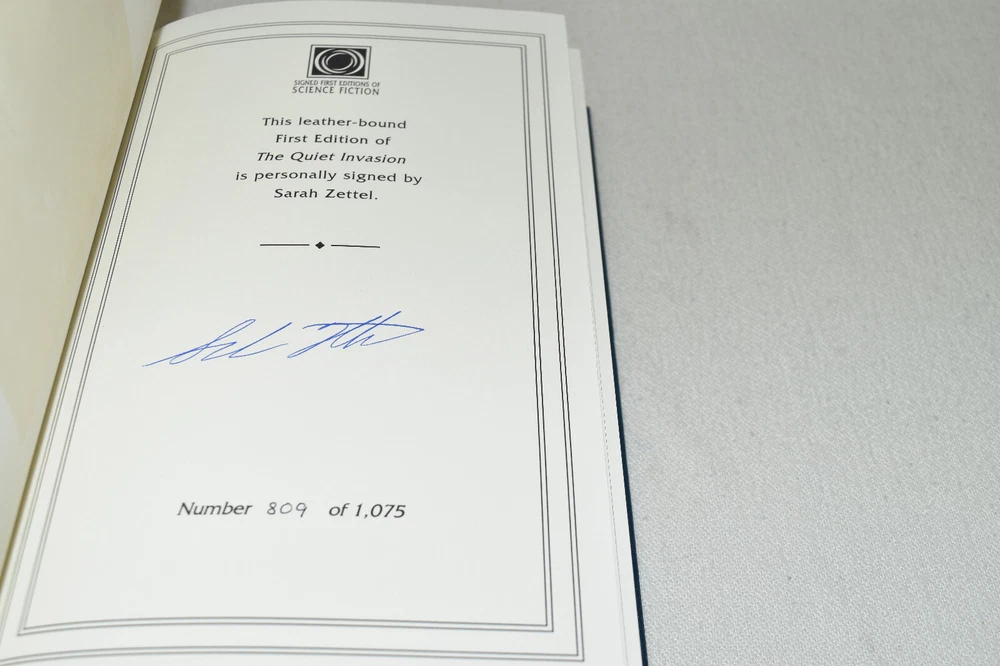 SIGNED FIRST EDITIONS OF
SCIENCE FICTION
This leather-bound
First Edition of
The Quiet Invasion
is personally signed by
Sarah Zettel.
Number 809 of 1,075